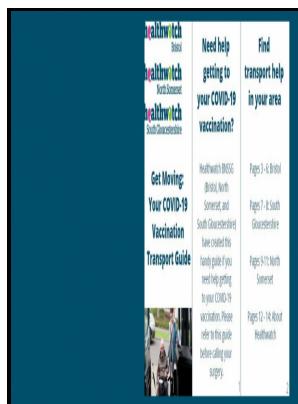 healthwatch
Bristol
healthwatch
North Somerset
healthwatch
South Gloucestershire
Get Moving:
Your COVID-19
Vaccination
Transport Guide
Need help
getting to
your COVID-19
vaccination?
Healthwatch BNSSG
(Bristol, North
Somerset, and
South Gloucestershire)
have created this
handy guide if you
need help getting
to your COVID-19
vaccination. Please
refer to this guide
before calling your
surgery.
1
Find
transport help
in your area
Pages 3 - 6: Bristol
Pages 7 - 8: South
Gloucestershire
Pages 9-11: North
Somerset
Pages 12 - 14: About
Healthwatch
2